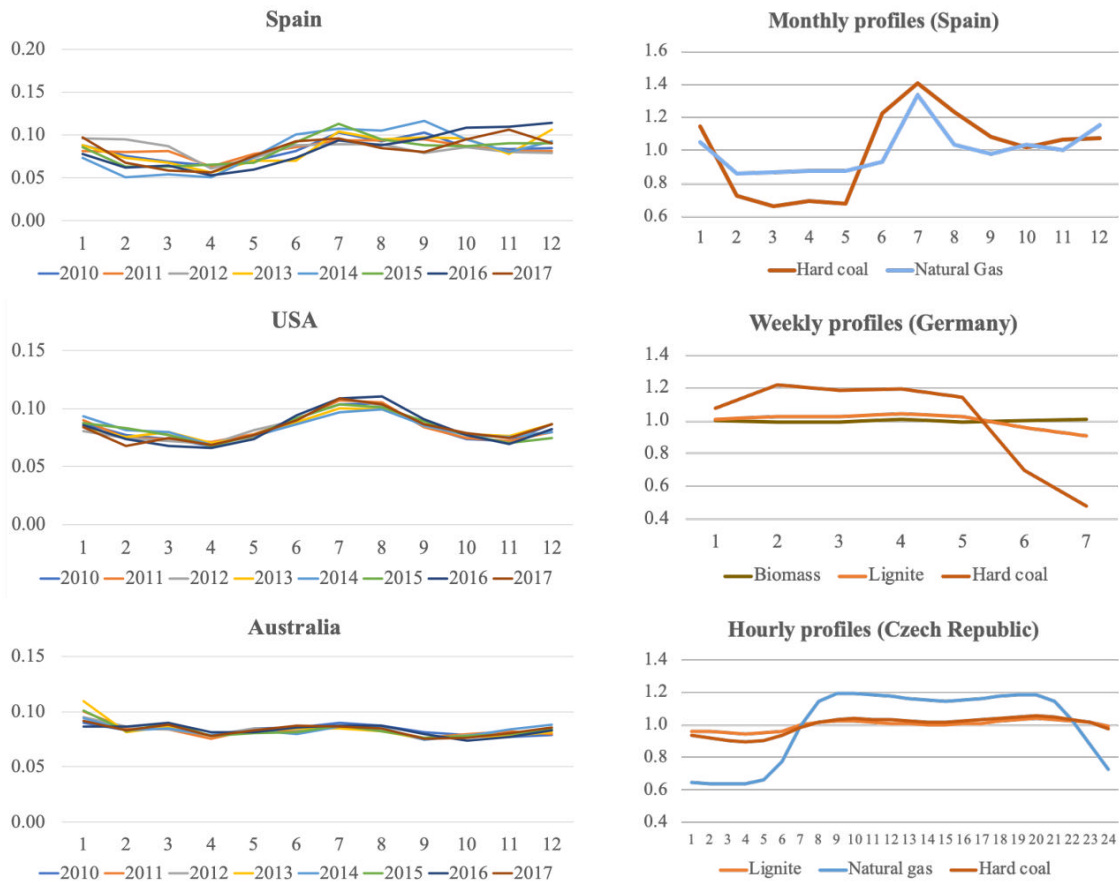 Spain
0.20
0.15
0.10
0.05
0.00
1 2 3 4 5 6 7 8 9 10 11 12
2010 2011 2012 2013 2014 2015 2016 2017
Monthly profiles (Spain)
1.6
1.4
1.2
1.0
0.8
0.6
1 2 3 4 5 6 7 8 9 10 11 12
Hard coal Natural Gas
USA
0.15
0.10
0.05
0.00
1 2 3 4 5 6 7 8 9 10 11 12
2010 2011 2012 2013 2014 2015 2016 2017
Weekly profiles (Germany)
1.4
1.2
1.0
0.8
0.6
0.4
1 2 3 4 5 6 7
Biomass Lignite Hard coal
Australia
0.15
0.10
0.05
0.00
1 2 3 4 5 6 7 8 9 10 11 12
2010 2011 2012 2013 2014 2015 2016 2017
Hourly profiles (Czech Republic)
1.4
1.2
1.0
0.8
0.6
0.4
1 2 3 4 5 6 7 8 9 10 11 12 13 14 15 16 17 18 19 20 21 22 23 24
Lignite Natural gas Hard coal